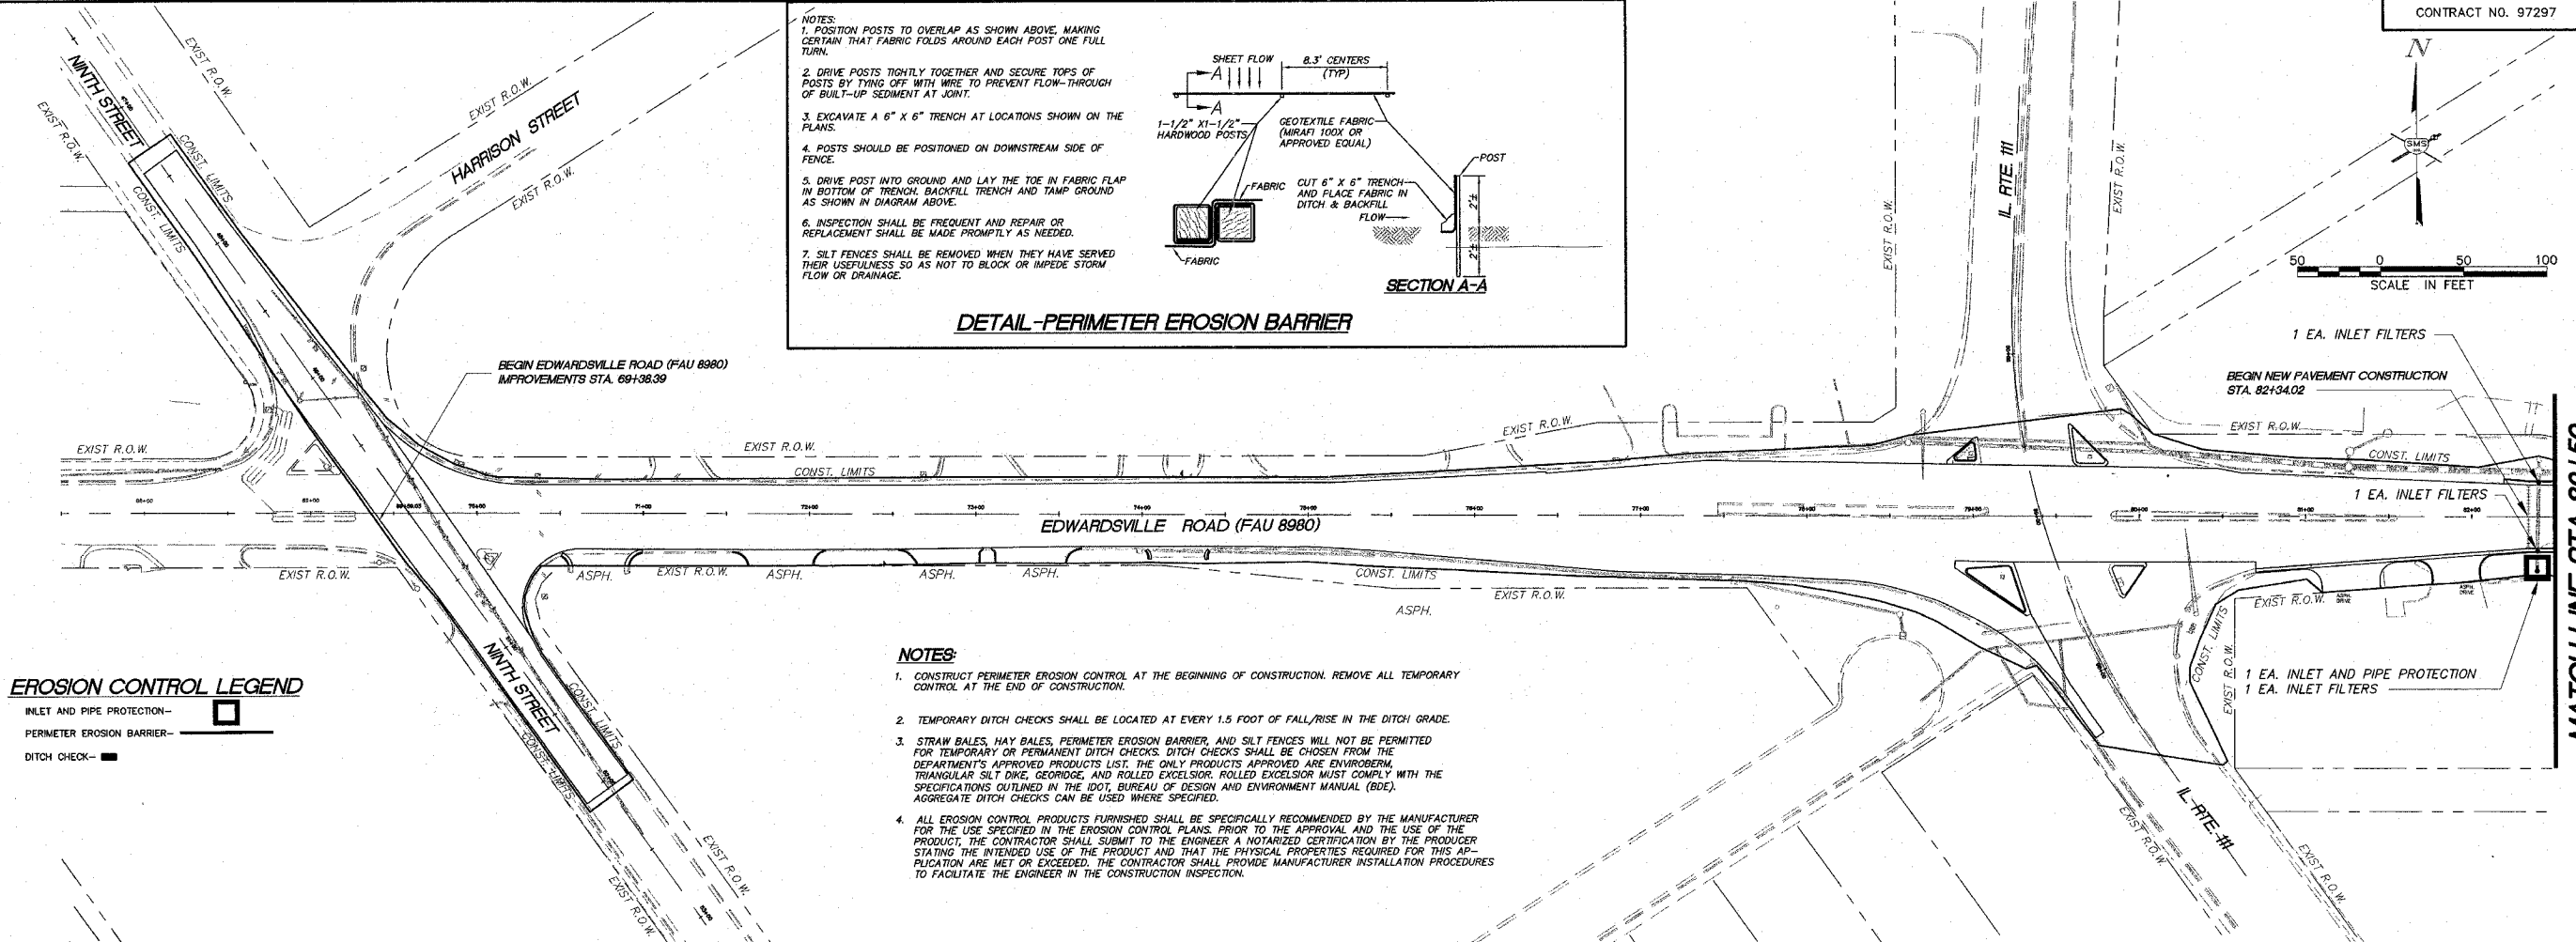 CONTRACT NO. 97297
NOTES:
1. POSITION POSTS TO OVERLAP AS SHOWN ABOVE, MAKING
CERTAIN THAT FABRIC FOLDS AROUND EACH POST ONE FULL
TURN.
2. DRIVE POSTS TIGHTLY TOGETHER AND SECURE TOPS OF
POSTS BY TYING OFF WITH WIRE TO PREVENT FLOW-THROUGH
OF BUILT-UP SEDIMENT AT JOINT.
3. EXCAVATE A 6" X 6" TRENCH AT LOCATIONS SHOWN ON THE
PLANS.
4. POSTS SHOULD BE POSITIONED ON DOWNSTREAM SIDE OF
FENCE.
5. DRIVE POST INTO GROUND AND LAY THE TOE IN FABRIC FLAP
IN BOTTOM OF TRENCH. BACKFILL TRENCH AND TAMP GROUND
AS SHOWN IN DIAGRAM ABOVE.
6. INSPECTION SHALL BE FREQUENT AND REPAIR OR
REPLACEMENT SHALL BE MADE PROMPTLY AS NEEDED.
7. SILT FENCES SHALL BE REMOVED WHEN THEY HAVE SERVED
THEIR USEFULNESS SO AS NOT TO BLOCK OR IMPEDE STORM
FLOW OR DRAINAGE.
SHEET FLOW
8.3' CENTERS
(TYP)
A
A
1-1/2" X1-1/2"
HARDWOOD POSTS
GEOTEXTILE FABRIC
(MIRAFI 100X OR
APPROVED EQUAL)
POST
FABRIC
CUT 6" X 6" TRENCH
AND PLACE FABRIC IN
DITCH & BACKFILL
FLOW
2'±
2'±
FABRIC
SECTION A-A
DETAIL-PERIMETER EROSION BARRIER
N
SMS
50 0 50 100
SCALE IN FEET
NINTH STREET
EXIST R.O.W.
EXIST R.O.W.
CONST. LIMITS
CONST. LIMITS
EXIST R.O.W.
HARRISON STREET
EXIST R.O.W.
BEGIN EDWARDSVILLE ROAD (FAU 8980)
IMPROVEMENTS STA. 69+38.39
IL. RTE. 111
EXIST R.O.W.
EXIST R.O.W.
1 EA. INLET FILTERS
BEGIN NEW PAVEMENT CONSTRUCTION
STA. 82+34.02
EXIST R.O.W.
EXIST R.O.W.
CONST. LIMITS
EXIST R.O.W.
EXIST R.O.W.
CONST. LIMITS
1 EA. INLET FILTERS
71+00
72+00
73+00
EDWARDSVILLE ROAD (FAU 8980)
EXIST R.O.W.
ASPH.
EXIST R.O.W.
ASPH.
ASPH.
ASPH.
CONST. LIMITS
EXIST R.O.W.
ASPH.
EXIST R.O.W.
ASPH.
DRIVE
ASPH.
DRIVE
CONST. LIMITS
EXIST R.O.W.
1 EA. INLET AND PIPE PROTECTION
1 EA. INLET FILTERS
NINTH STREET
CONST. LIMITS
CONST. LIMITS
EXIST R.O.W.
EXIST R.O.W.
EROSION CONTROL LEGEND
INLET AND PIPE PROTECTION-
PERIMETER EROSION BARRIER-
DITCH CHECK-
NOTES:
1. CONSTRUCT PERIMETER EROSION CONTROL AT THE BEGINNING OF CONSTRUCTION. REMOVE ALL TEMPORARY
CONTROL AT THE END OF CONSTRUCTION.
2. TEMPORARY DITCH CHECKS SHALL BE LOCATED AT EVERY 1.5 FOOT OF FALL/RISE IN THE DITCH GRADE.
3. STRAW BALES, HAY BALES, PERIMETER EROSION BARRIER, AND SILT FENCES WILL NOT BE PERMITTED
FOR TEMPORARY OR PERMANENT DITCH CHECKS. DITCH CHECKS SHALL BE CHOSEN FROM THE
DEPARTMENT'S APPROVED PRODUCTS LIST. THE ONLY PRODUCTS APPROVED ARE ENVIROBERM,
TRIANGULAR SILT DIKE, GEORIDGE, AND ROLLED EXCELSIOR. ROLLED EXCELSIOR MUST COMPLY WITH THE
SPECIFICATIONS OUTLINED IN THE IDOT, BUREAU OF DESIGN AND ENVIRONMENT MANUAL (BDE).
AGGREGATE DITCH CHECKS CAN BE USED WHERE SPECIFIED.
4. ALL EROSION CONTROL PRODUCTS FURNISHED SHALL BE SPECIFICALLY RECOMMENDED BY THE MANUFACTURER
FOR THE USE SPECIFIED IN THE EROSION CONTROL PLANS. PRIOR TO THE APPROVAL AND THE USE OF THE
PRODUCT, THE CONTRACTOR SHALL SUBMIT TO THE ENGINEER A NOTARIZED CERTIFICATION BY THE PRODUCER
STATING THE INTENDED USE OF THE PRODUCT AND THAT THE PHYSICAL PROPERTIES REQUIRED FOR THIS AP-
PLICATION ARE MET OR EXCEEDED. THE CONTRACTOR SHALL PROVIDE MANUFACTURER INSTALLATION PROCEDURES
TO FACILITATE THE ENGINEER IN THE CONSTRUCTION INSPECTION.
EXIST R.O.W.
IL. RTE. 111
EXIST R.O.W.